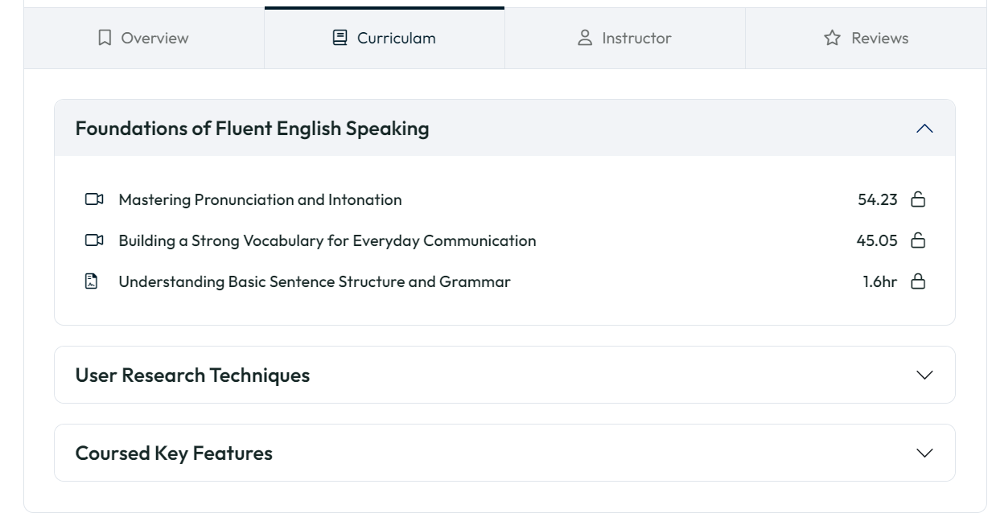 Overview
Curriculam
Instructor
Reviews
Foundations of Fluent English Speaking
Mastering Pronunciation and Intonation 54.23
Building a Strong Vocabulary for Everyday Communication 45.05
Understanding Basic Sentence Structure and Grammar 1.6hr
User Research Techniques
Coursed Key Features